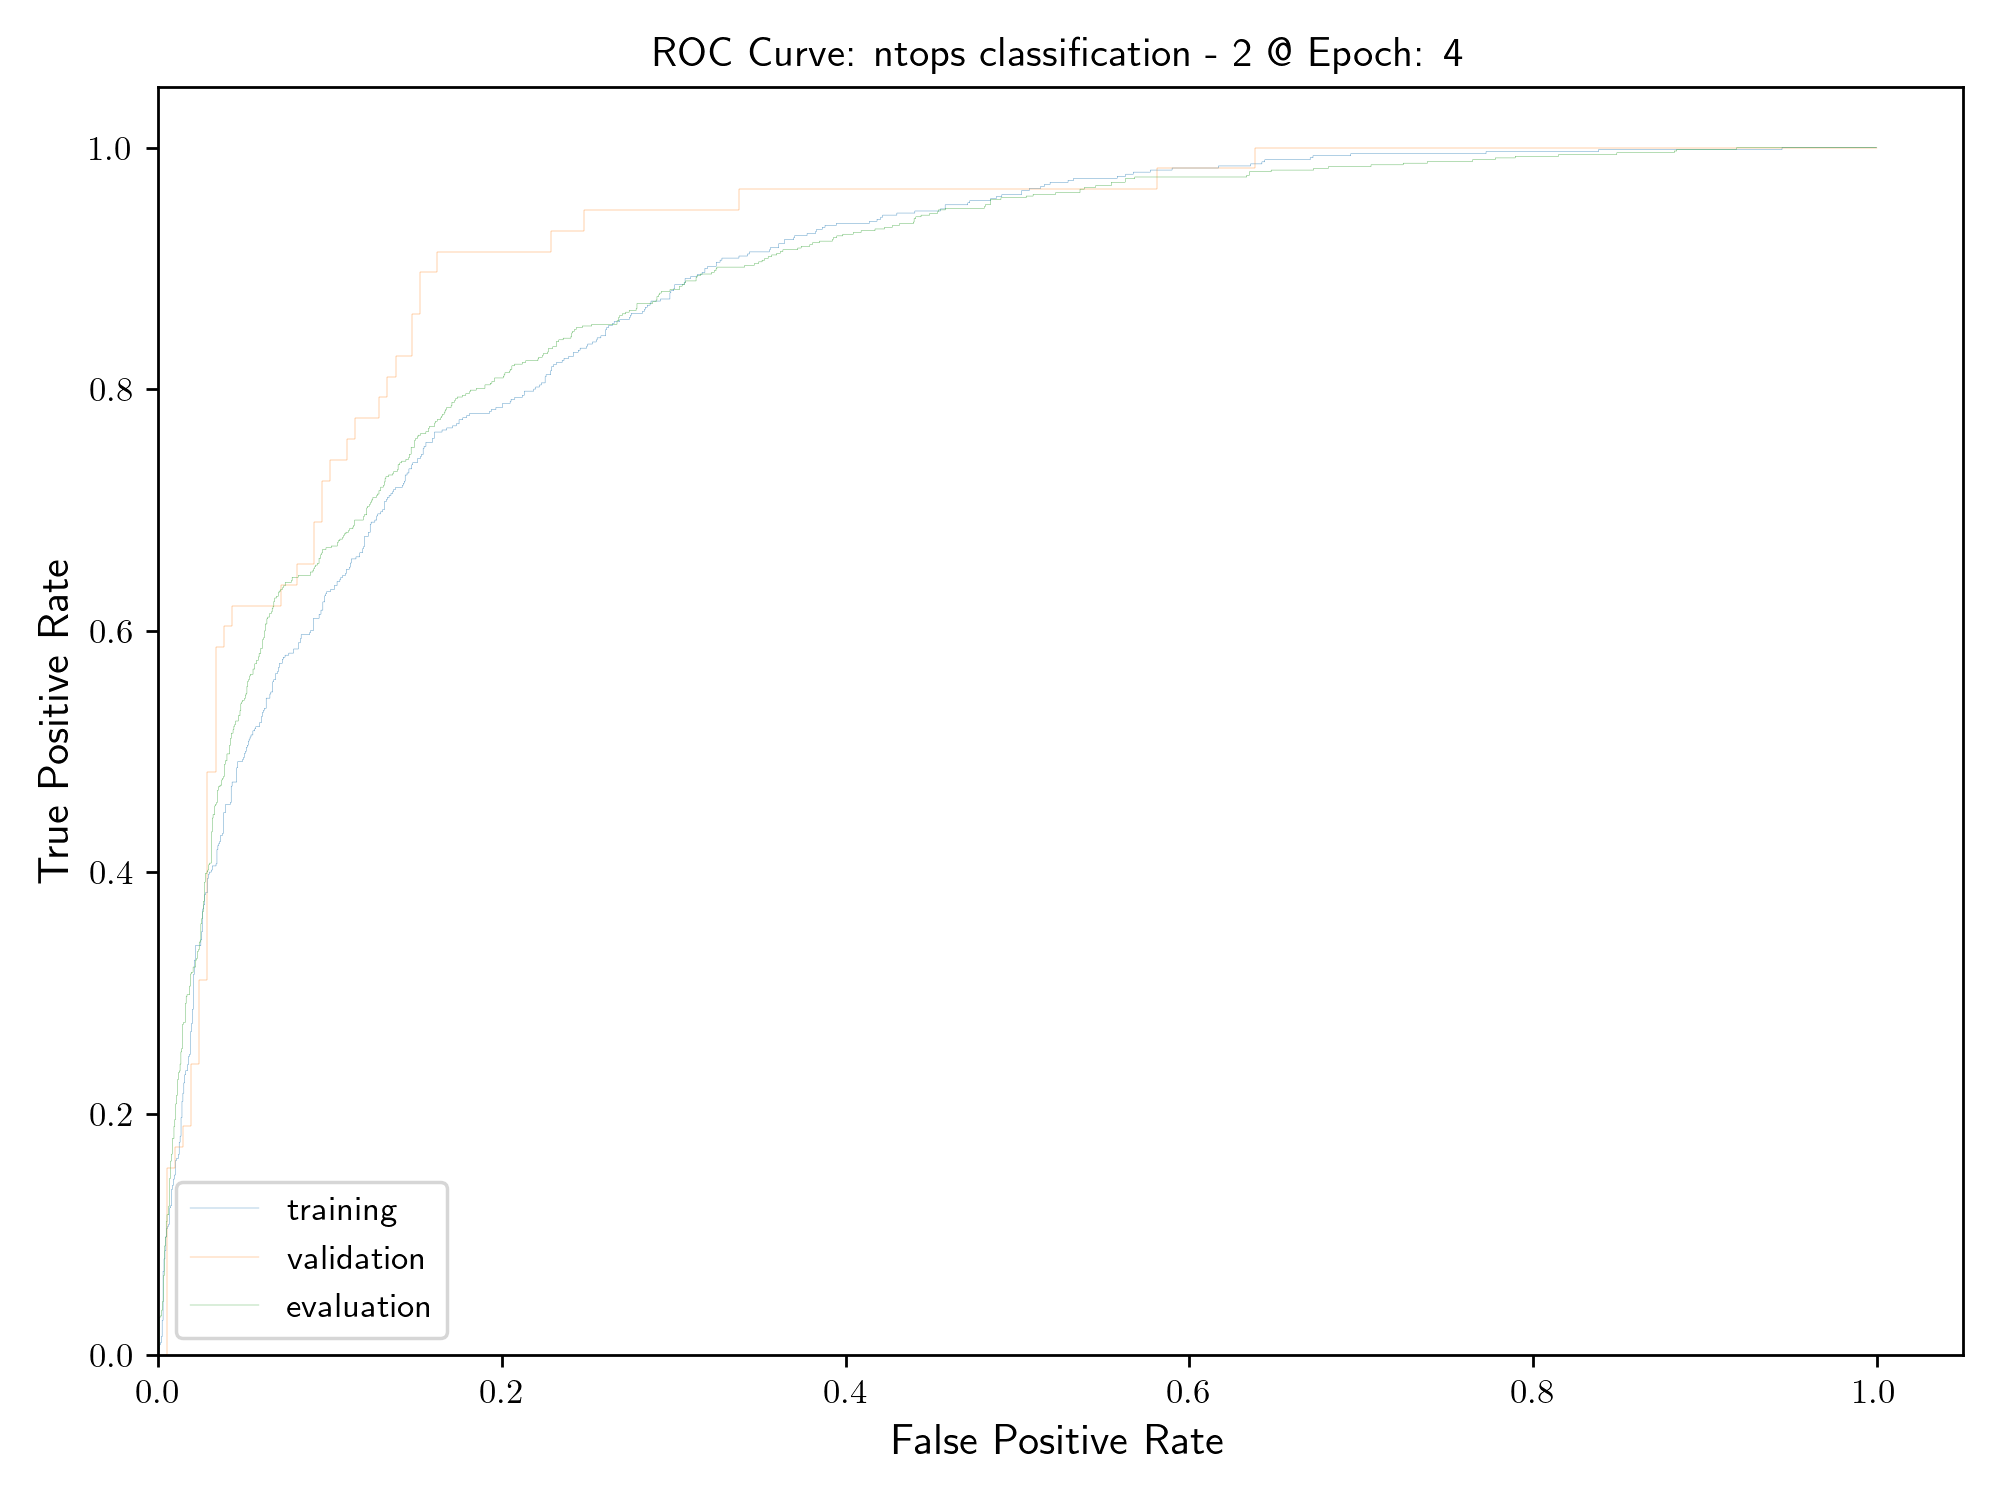 ROC Curve: ntops classification - 2 @ Epoch: 4
True Positive Rate
1.0
0.8
0.6
0.4
0.2
0.0
training
validation
evaluation
0.0 0.2 0.4 0.6 0.8 1.0
False Positive Rate